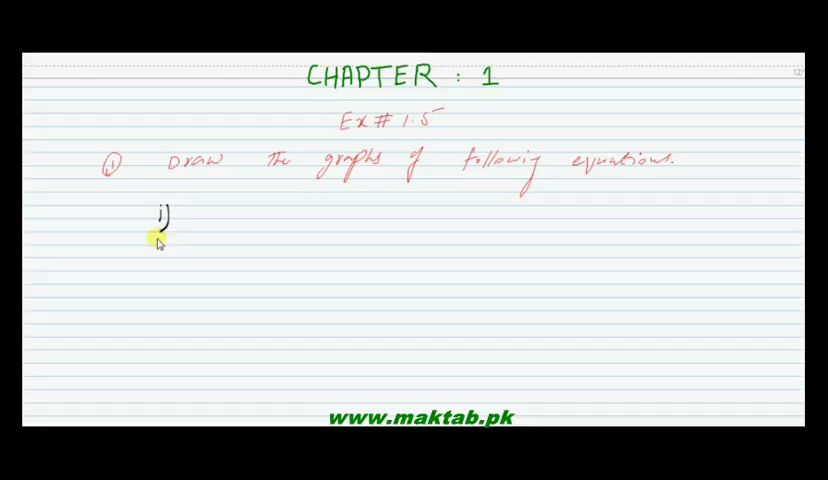 CHAPTER : 1
Ex # 1.5
① Draw the graphs of following equations.
i)
www.maktab.pk